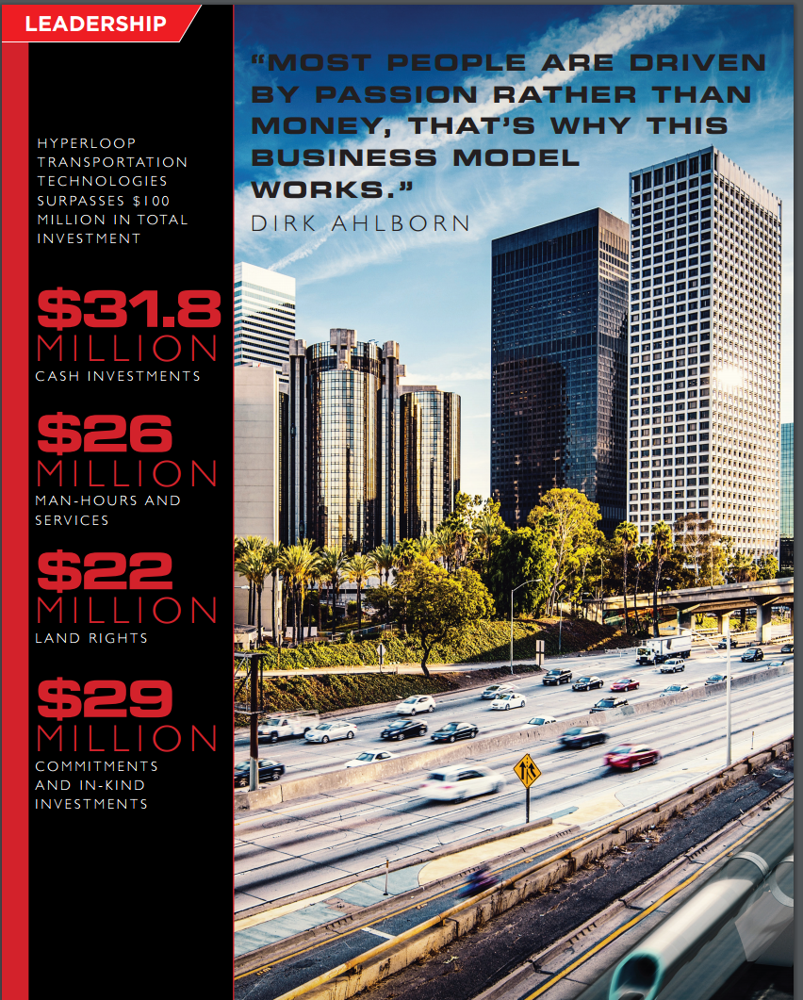 LEADERSHIP
HYPERLOOP
TRANSPORTATION
TECHNOLOGIES
SURPASSES $100
MILLION IN TOTAL
INVESTMENT
$31.8
MILLION
CASH INVESTMENTS
$26
MILLION
MAN-HOURS AND
SERVICES
$22
MILLION
LAND RIGHTS
$29
MILLION
COMMITMENTS
AND IN-KIND
INVESTMENTS
“MOST PEOPLE ARE DRIVEN
BY PASSION RATHER THAN
MONEY, THAT’S WHY THIS
BUSINESS MODEL
WORKS.”
DIRK AHLBORN